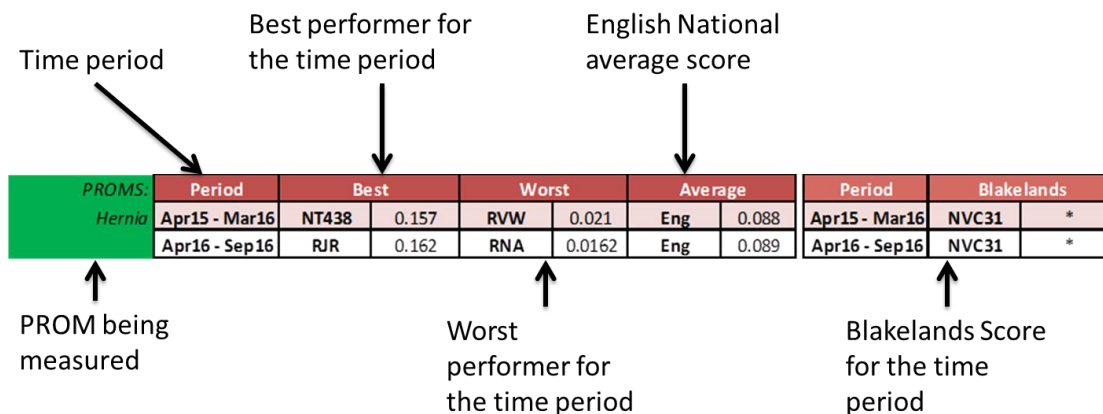 Time period
Best performer for
the time period
English National
average score
PROMS: Period Best Worst Average Period Blakelands
Hernia Apr15 - Mar16 NT438 0.157 RVW 0.021 Eng 0.088 Apr15 - Mar16 NVC31 *
Apr16 - Sep16 RJR 0.162 RNA 0.0162 Eng 0.089 Apr16 - Sep16 NVC31 *
PROM being
measured
Worst
performer for
the time period
Blakelands Score
for the time
period